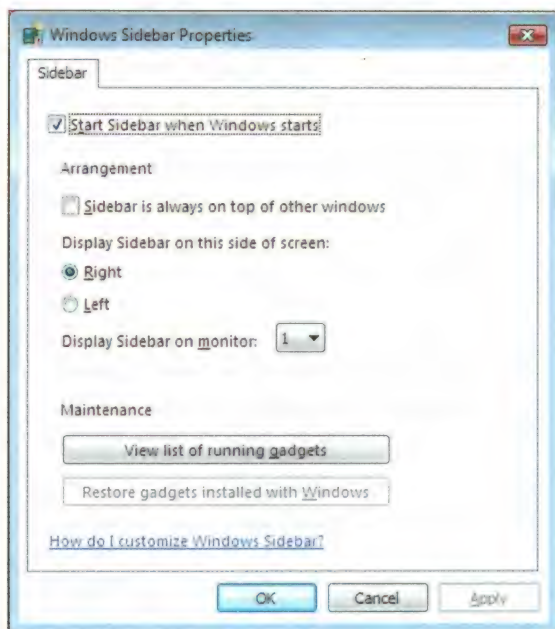 Windows Sidebar Properties
Sidebar
Start Sidebar when Windows starts
Arrangement
Sidebar is always on top of other windows
Display Sidebar on this side of screen:
Right
Left
Display Sidebar on monitor: 1
Maintenance
View list of running gadgets
Restore gadgets installed with Windows
How do I customize Windows Sidebar?
OK Cancel Apply